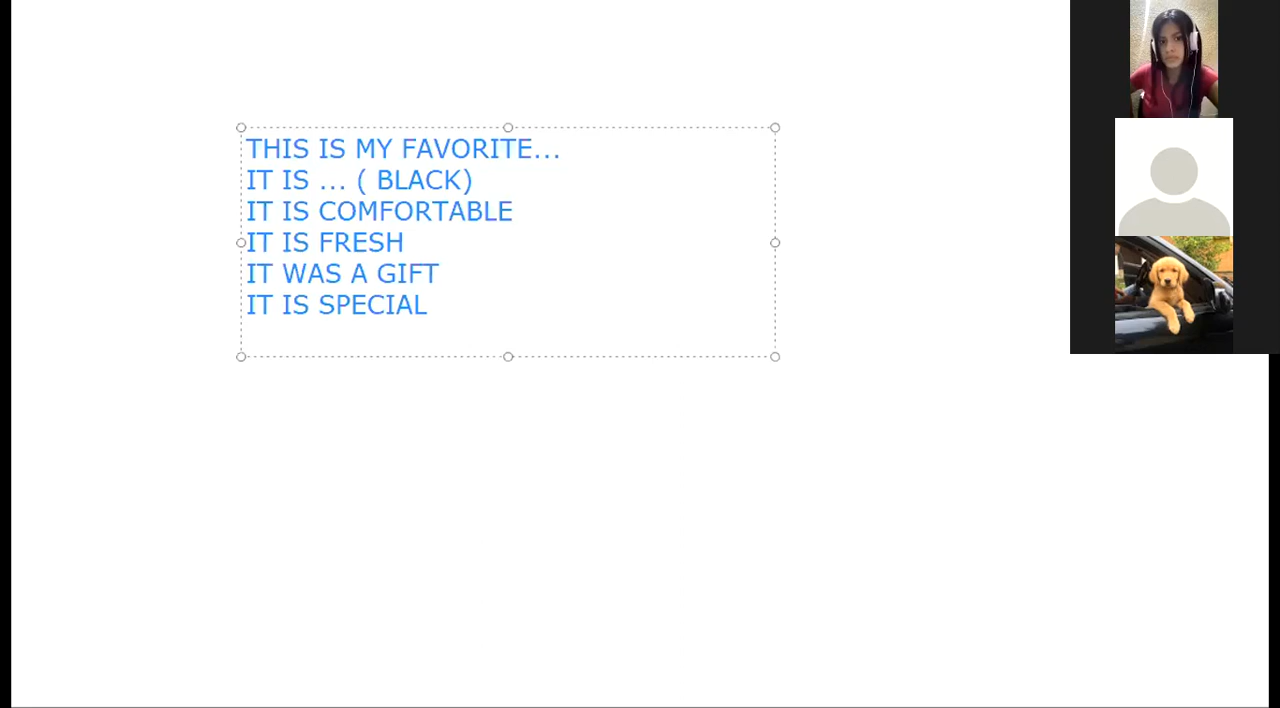 THIS IS MY FAVORITE...
IT IS ... ( BLACK)
IT IS COMFORTABLE
IT IS FRESH
IT WAS A GIFT
IT IS SPECIAL